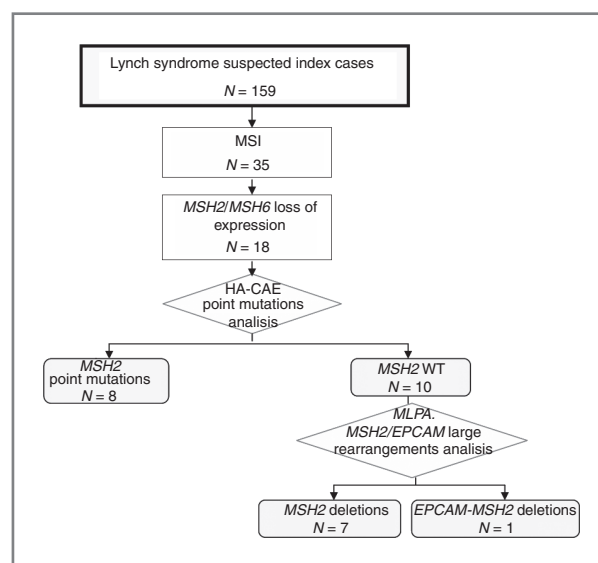 Lynch syndrome suspected index cases
N = 159
MSI
N = 35
MSH2/MSH6 loss of
expression
N = 18
HA-CAE
point mutations
analisis
MSH2
point mutations
N = 8
MSH2 WT
N = 10
MLPA.
MSH2/EPCAM large
rearrangements analisis
MSH2 deletions
N = 7
EPCAM-MSH2 deletions
N = 1